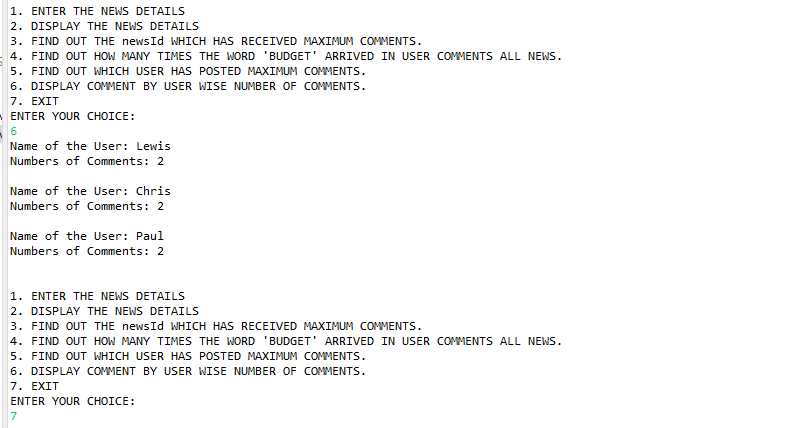 1. ENTER THE NEWS DETAILS
2. DISPLAY THE NEWS DETAILS
3. FIND OUT THE newsId WHICH HAS RECEIVED MAXIMUM COMMENTS.
4. FIND OUT HOW MANY TIMES THE WORD 'BUDGET' ARRIVED IN USER COMMENTS ALL NEWS.
5. FIND OUT WHICH USER HAS POSTED MAXIMUM COMMENTS.
6. DISPLAY COMMENT BY USER WISE NUMBER OF COMMENTS.
7. EXIT
ENTER YOUR CHOICE:
6
Name of the User: Lewis
Numbers of Comments: 2
Name of the User: Chris
Numbers of Comments: 2
Name of the User: Paul
Numbers of Comments: 2
1. ENTER THE NEWS DETAILS
2. DISPLAY THE NEWS DETAILS
3. FIND OUT THE newsId WHICH HAS RECEIVED MAXIMUM COMMENTS.
4. FIND OUT HOW MANY TIMES THE WORD 'BUDGET' ARRIVED IN USER COMMENTS ALL NEWS.
5. FIND OUT WHICH USER HAS POSTED MAXIMUM COMMENTS.
6. DISPLAY COMMENT BY USER WISE NUMBER OF COMMENTS.
7. EXIT
ENTER YOUR CHOICE:
7